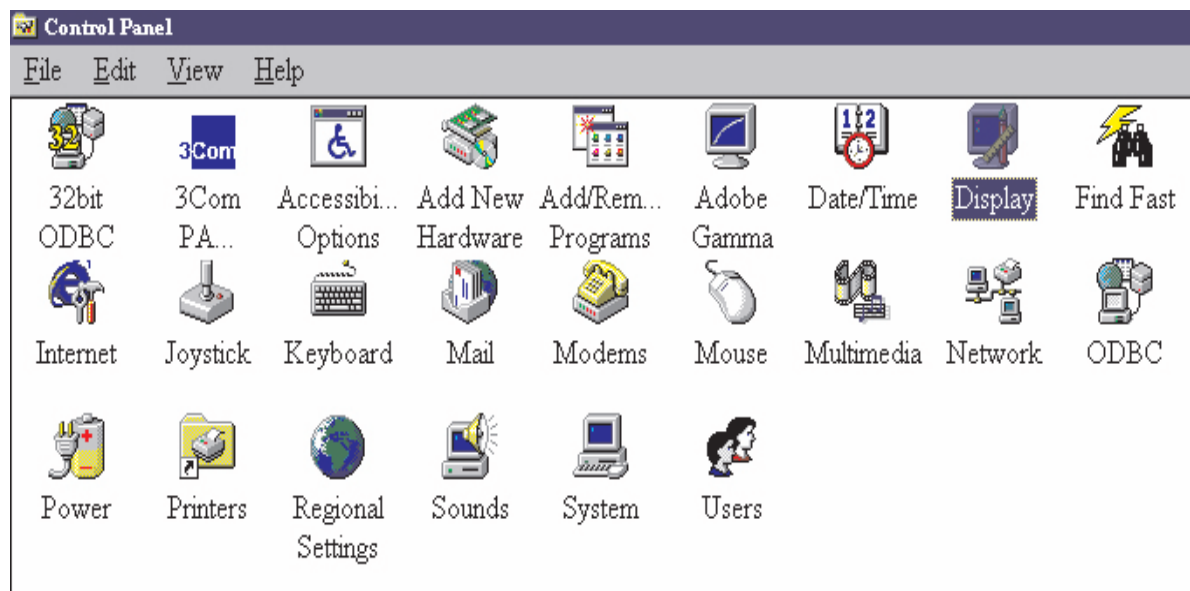 Control Panel
File Edit View Help
32
3Com
12
32bit ODBC
3Com PA...
Accessibi... Options
Add New Hardware
Add/Rem... Programs
Adobe Gamma
Date/Time
Display
Find Fast
Internet
Joystick
Keyboard
Mail
Modems
Mouse
Multimedia
Network
ODBC
Power
Printers
Regional Settings
Sounds
System
Users